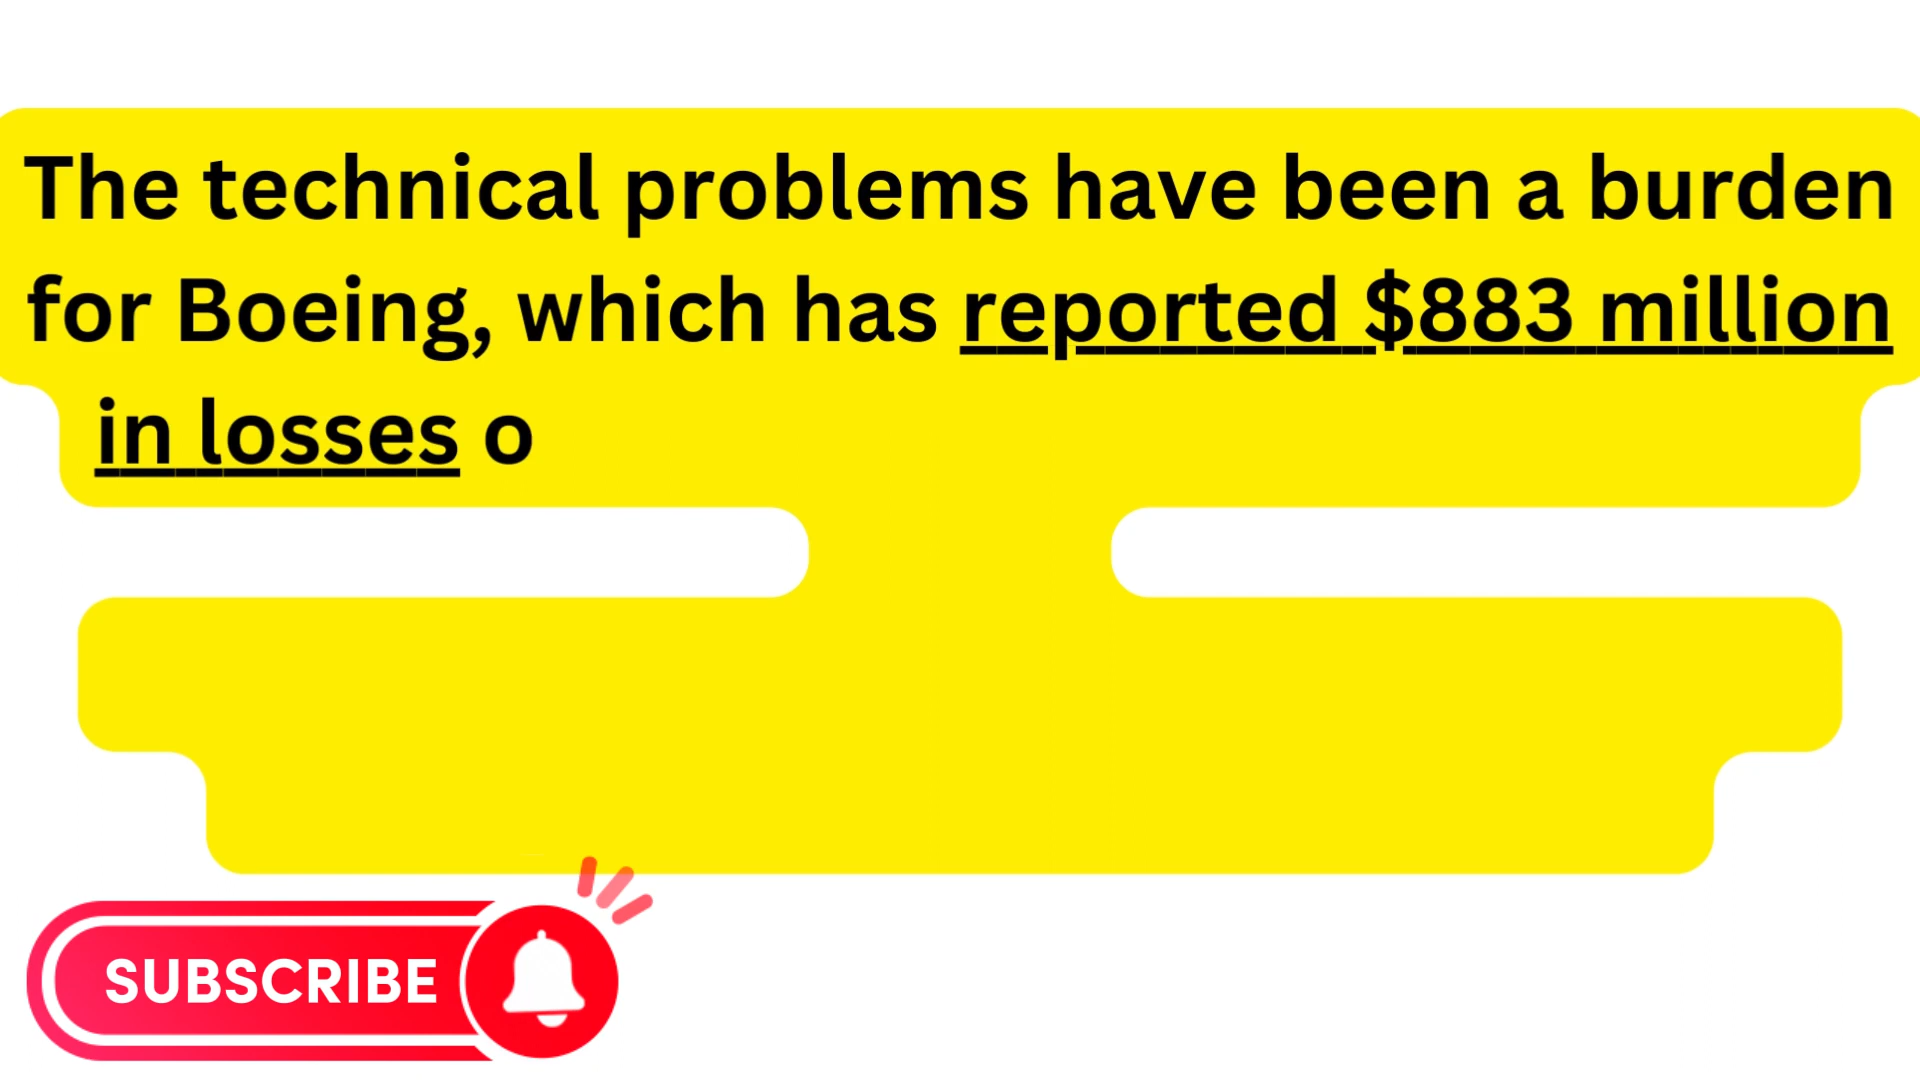 The technical problems have been a burden
for Boeing, which has reported $883 million
in losses o
SUBSCRIBE